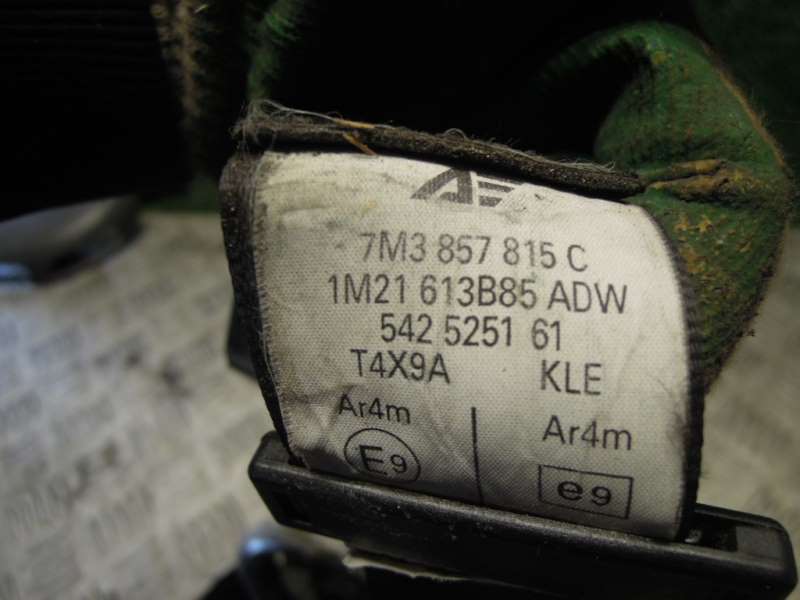 7M3 857 815 C
1M21 613B85 ADW
542 5251 61
T4X9A KLE
Ar4m Ar4m
E9 e9